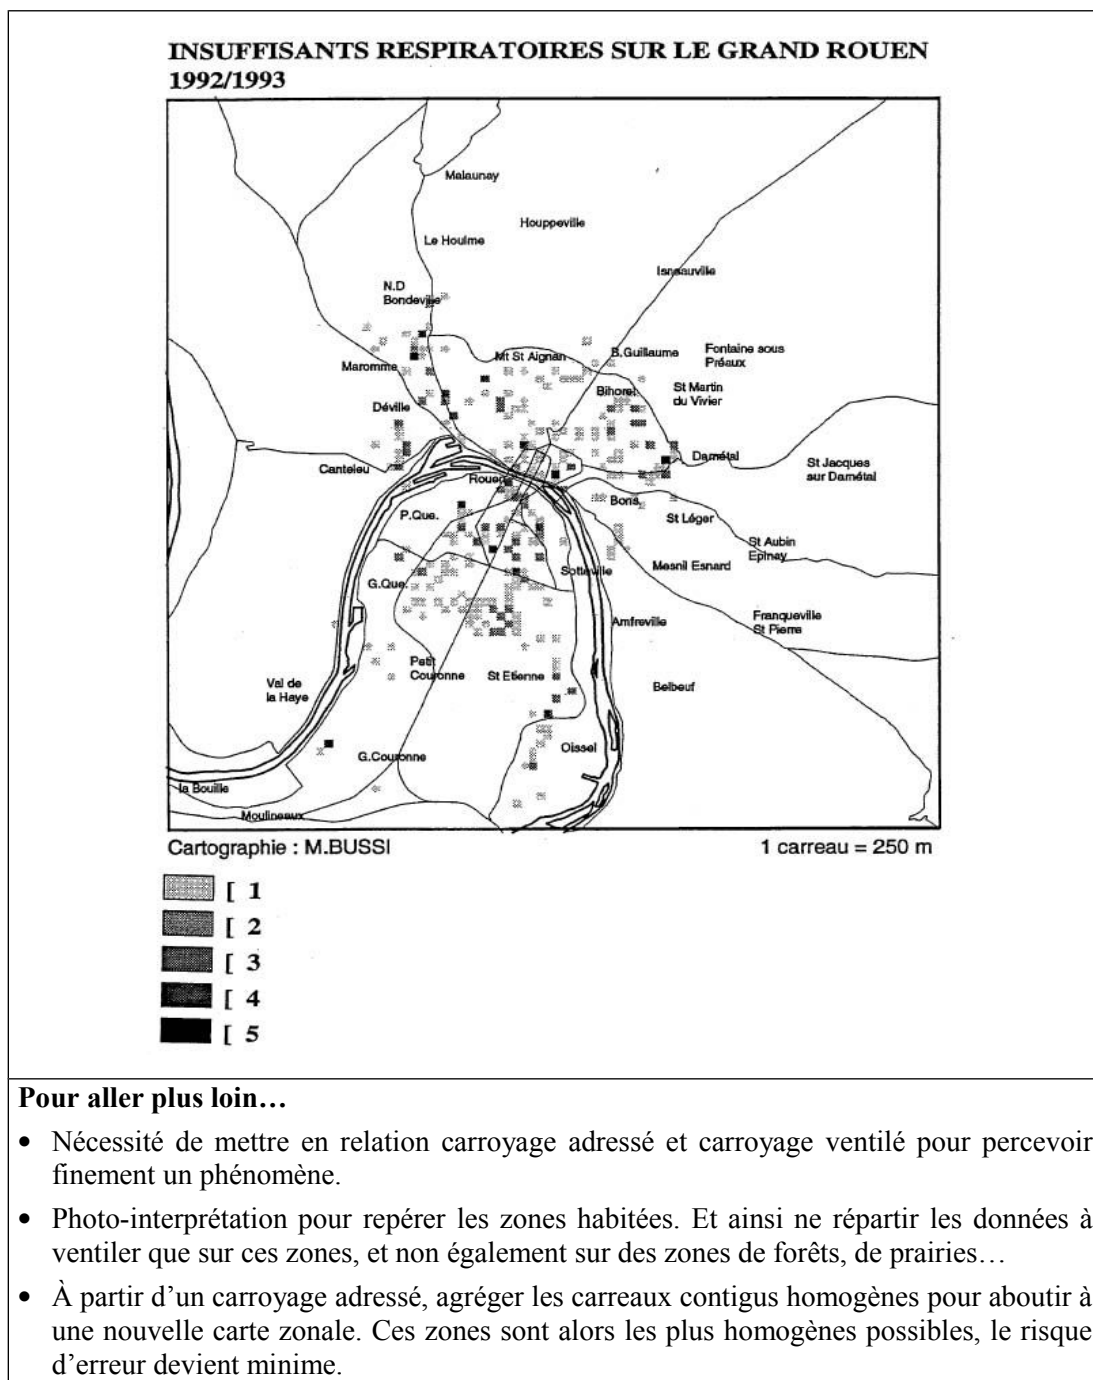 INSUFFISANTS RESPIRATOIRES SUR LE GRAND ROUEN
1992/1993
Malaunay
Houppeville
Le Houlme
Isneauville
N.D
Bondeville
Mt St Aignan
B.Guillaume
Fontaine sous
Préaux
Maromme
St Martin
du Vivier
Bihorel
Déville
Darnétal
Canteleu
St Jacques
sur Darnétal
Rouen
Bons.
P.Que.
St Léger
St Aubin
Epinay
Mesnil Esnard
Sotteville
G.Que.
Amfreville
Franqueville
St Pierre
Petit
Couronne
St Etienne
Belbeuf
Val de
la Haye
Oissel
G.Couronne
la Bouille
Moulineaux
Cartographie : M.BUSSI
1 carreau = 250 m
[ 1
[ 2
[ 3
[ 4
[ 5
Pour aller plus loin…
• Nécessité de mettre en relation carroyage adressé et carroyage ventilé pour percevoir
finement un phénomène.
• Photo-interprétation pour repérer les zones habitées. Et ainsi ne répartir les données à
ventiler que sur ces zones, et non également sur des zones de forêts, de prairies…
• À partir d’un carroyage adressé, agréger les carreaux contigus homogènes pour aboutir à
une nouvelle carte zonale. Ces zones sont alors les plus homogènes possibles, le risque
d’erreur devient minime.